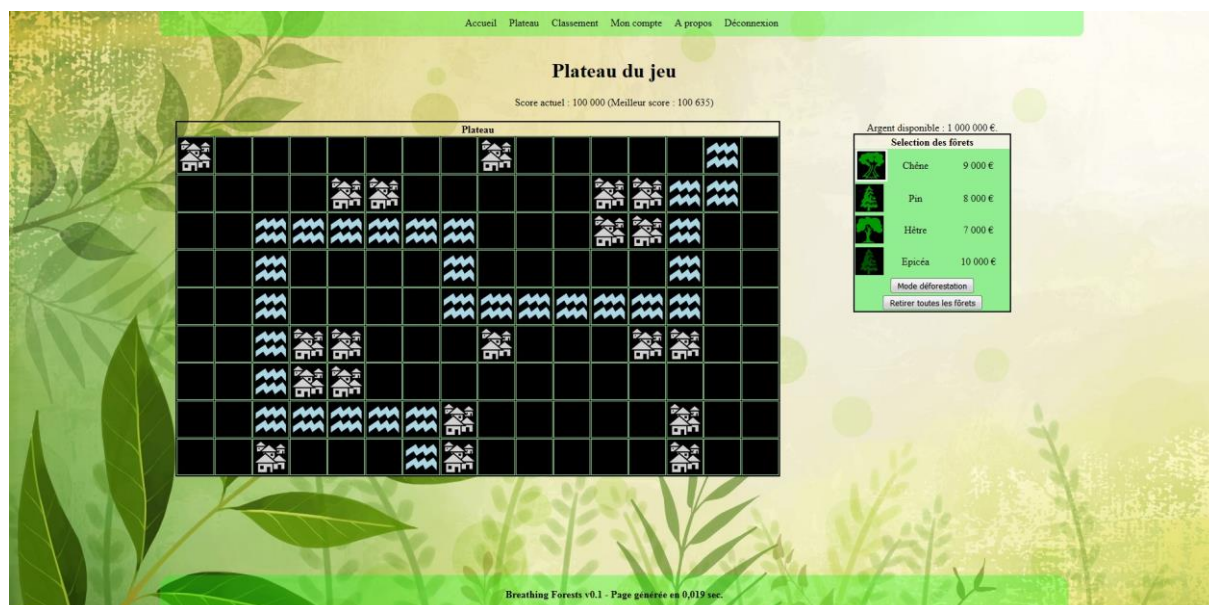 Accueil Plateau Classement Mon compte A propos Déconnexion
Plateau du jeu
Score actuel : 100 000 (Meilleur score : 100 635)
Plateau
Argent disponible : 1 000 000 €.
Selection des fôrets
Chêne 9 000 €
Pin 8 000 €
Hêtre 7 000 €
Epicéa 10 000 €
Mode déforestation
Retirer toutes les fôrets
Breathing Forests v0.1 - Page générée en 0,019 sec.